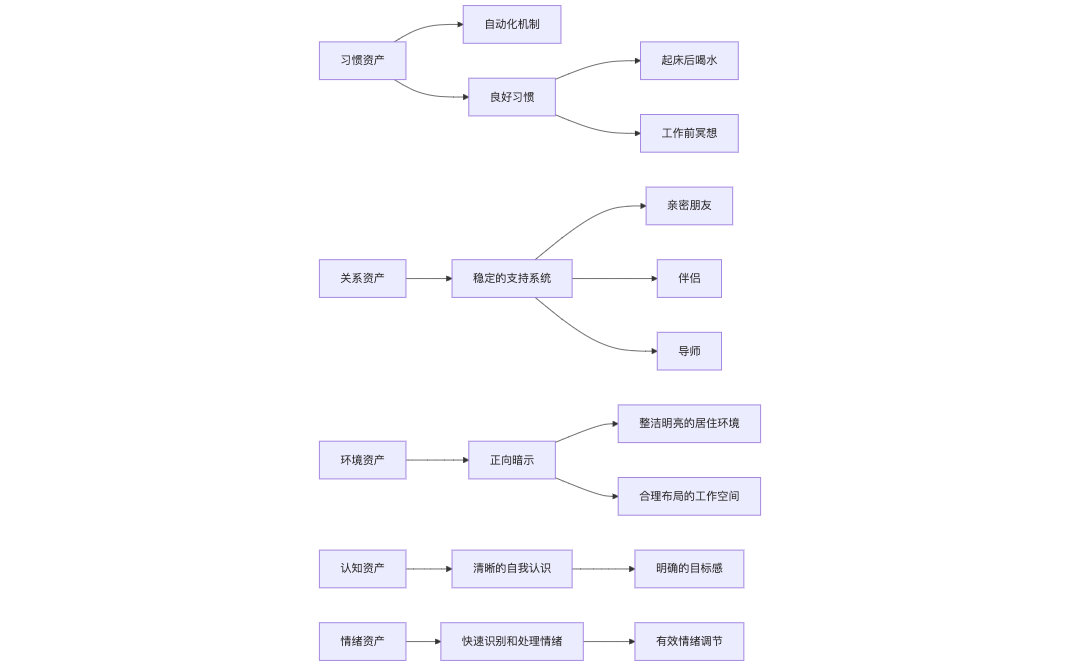 自动化机制
习惯资产
起床后喝水
良好习惯
工作前冥想
亲密朋友
关系资产
稳定的支持系统
伴侣
导师
整洁明亮的居住环境
环境资产
正向暗示
合理布局的工作空间
认知资产
清晰的自我认识
明确的目标感
情绪资产
快速识别和处理情绪
有效情绪调节